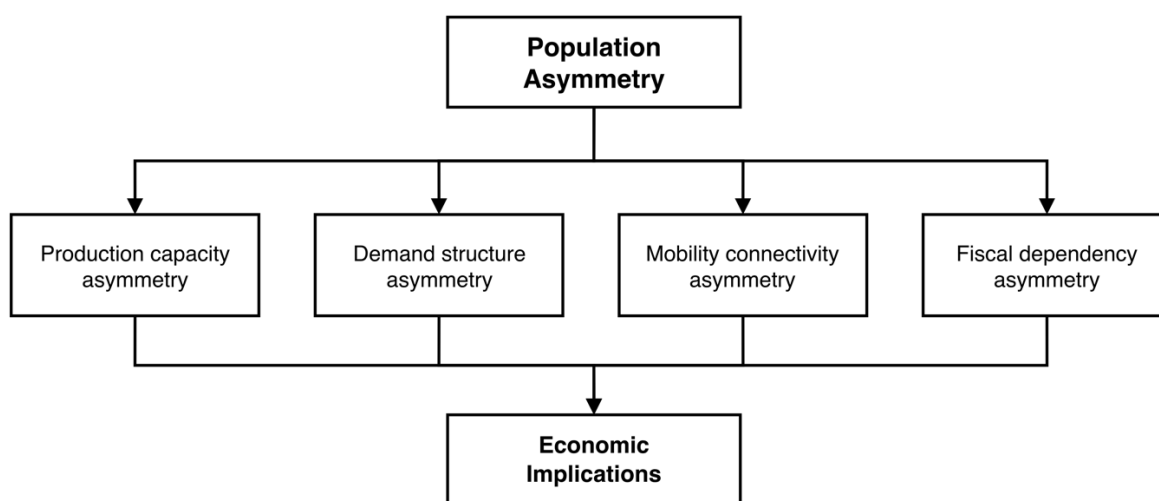 Population
Asymmetry
Production capacity
asymmetry
Demand structure
asymmetry
Mobility connectivity
asymmetry
Fiscal dependency
asymmetry
Economic
Implications